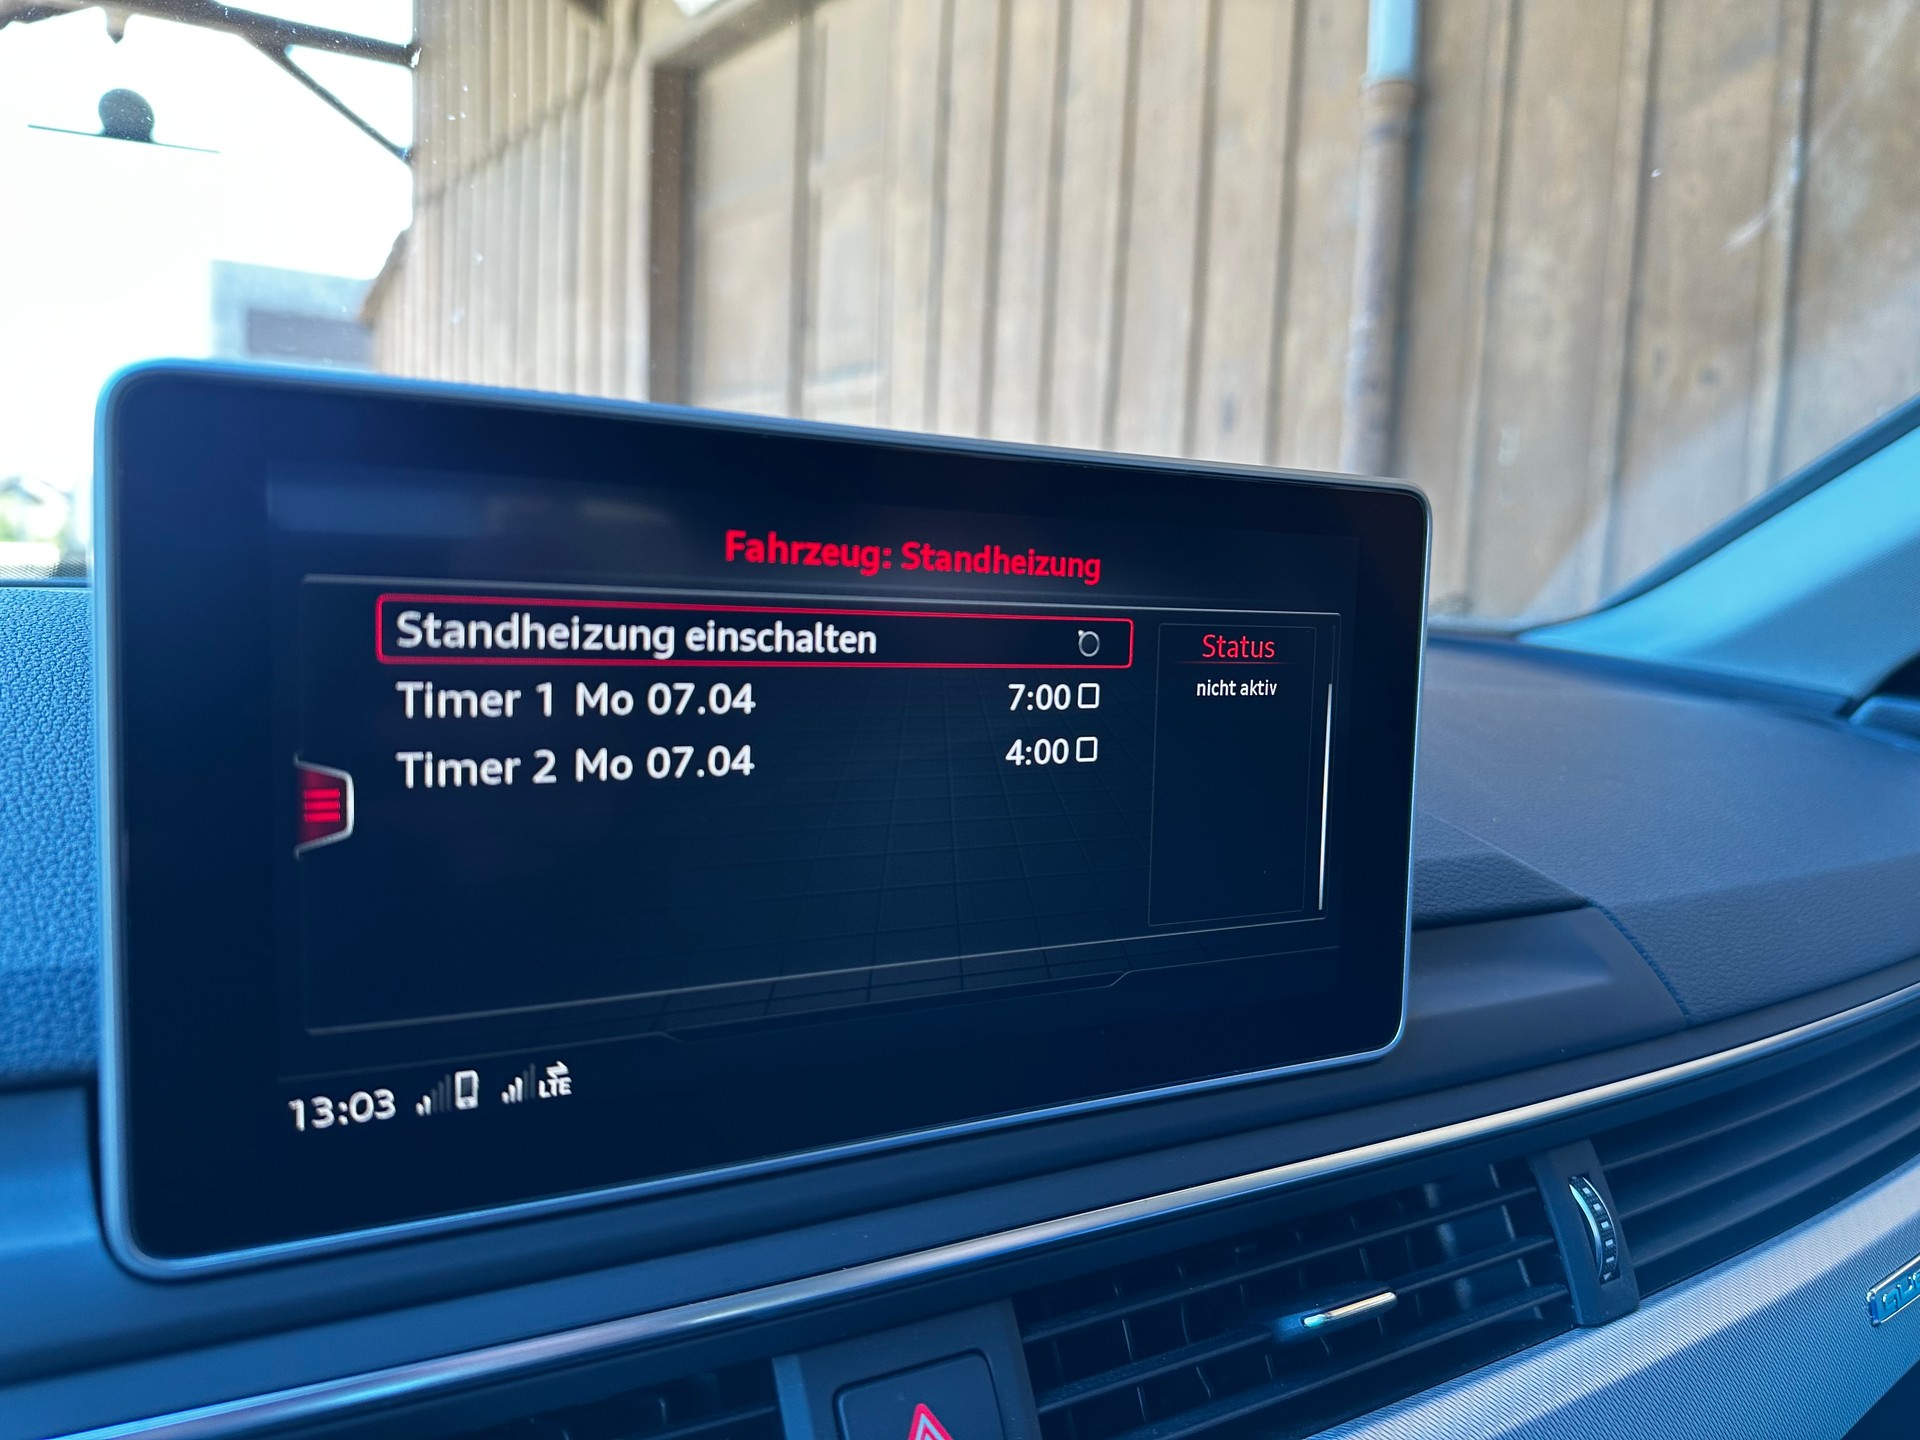 Fahrzeug: Standheizung
Standheizung einschalten
Timer 1 Mo 07.04 7:00
Timer 2 Mo 07.04 4:00
Status
nicht aktiv
13:03 LTE